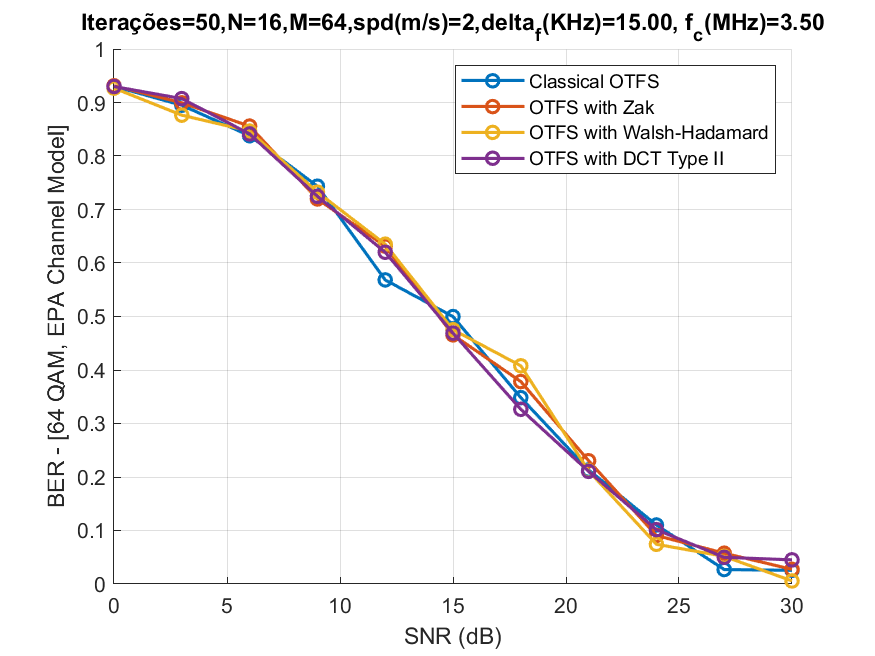 Iterações=50,N=16,M=64,spd(m/s)=2,delta_f(KHz)=15.00, f_c(MHz)=3.50
1
0.9
0.8
0.7
0.6
0.5
0.4
0.3
0.2
0.1
0
BER - [64 QAM, EPA Channel Model]
Classical OTFS
OTFS with Zak
OTFS with Walsh-Hadamard
OTFS with DCT Type II
0 5 10 15 20 25 30
SNR (dB)